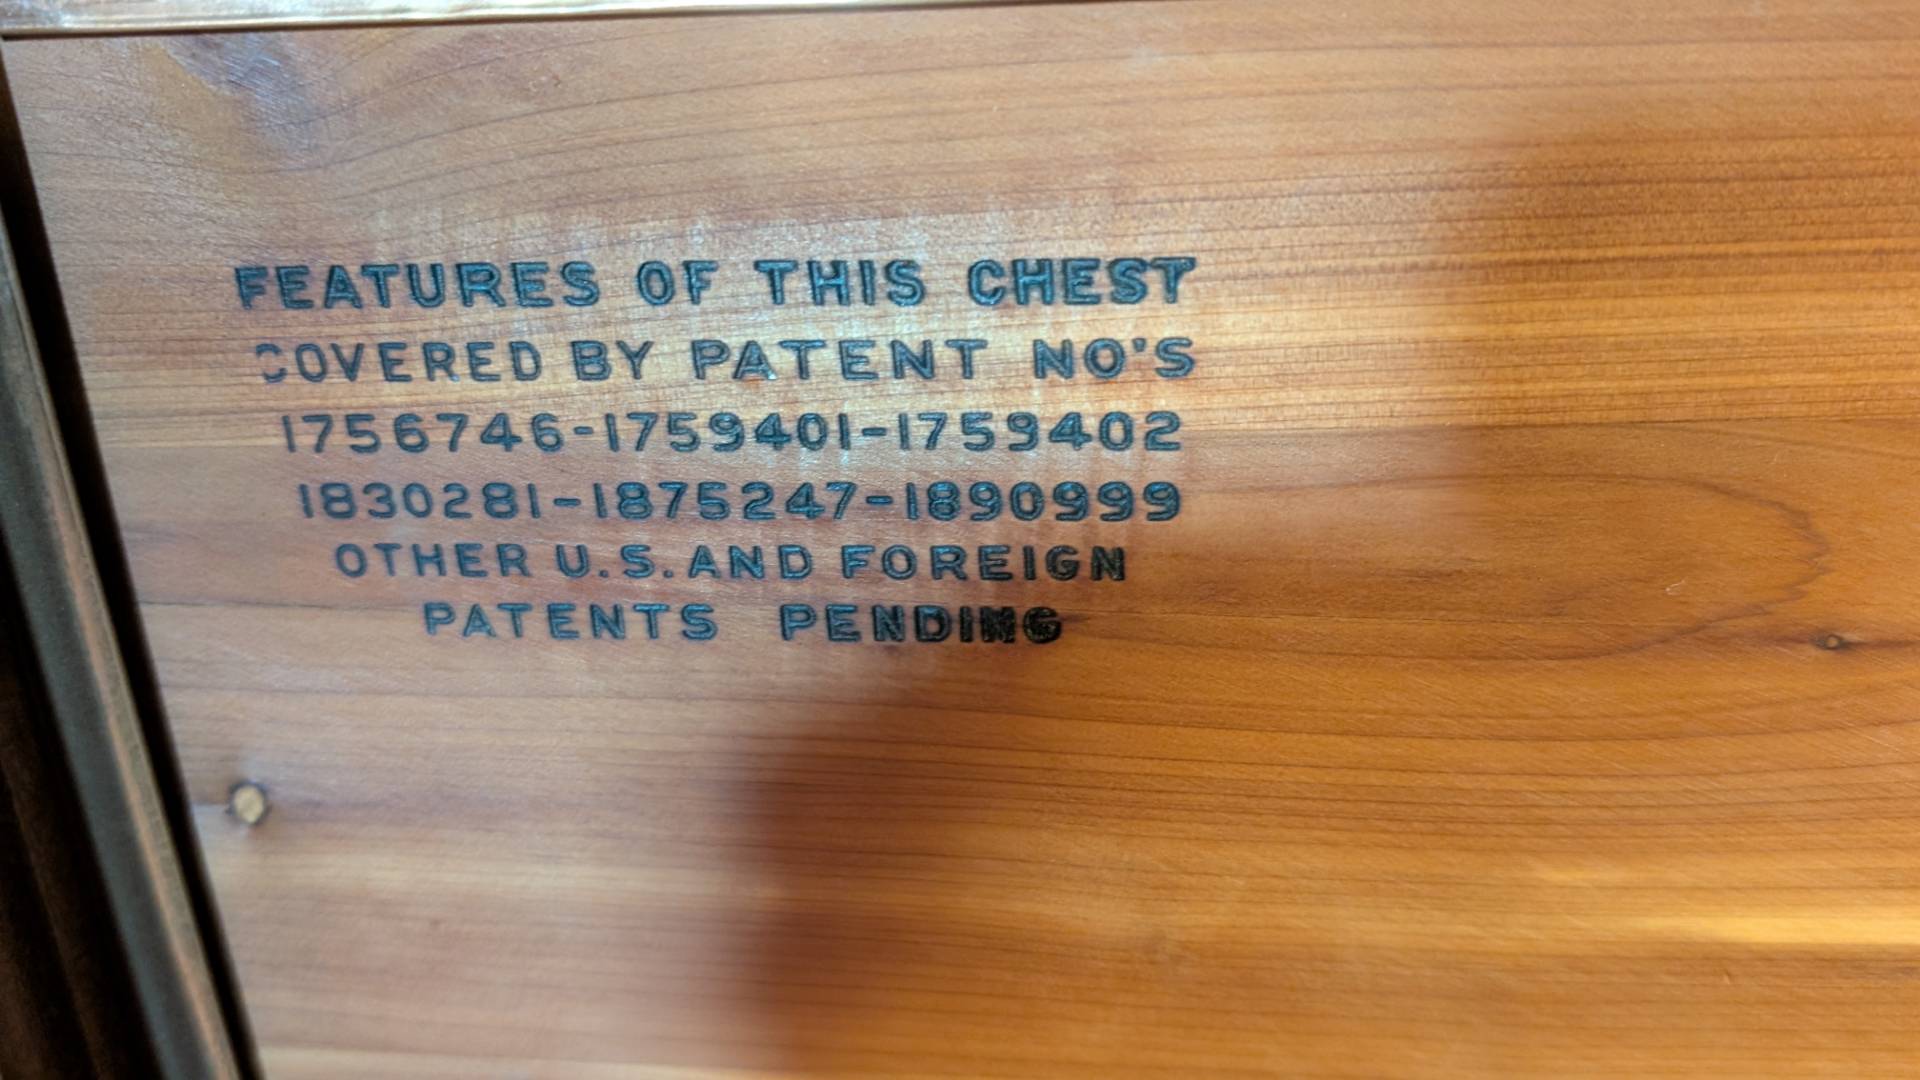 FEATURES OF THIS CHEST
COVERED BY PATENT NO'S
1756746-1759401-1759402
1830281-1875247-1890999
OTHER U.S. AND FOREIGN
PATENTS PENDING